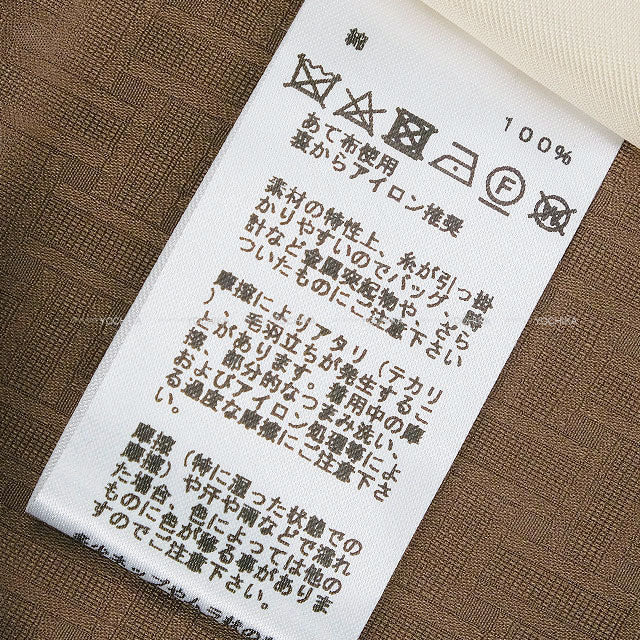 綿
100%
F
W
あて布使用
裏からアイロン推奨
素材の特性上、糸が引っ掛
かりやすいのでバッグ、ざら
計など金属突起物や、時
ついたものにご注意下さい
摩擦によりアタリ(テカリ
)、毛羽立ちが発生するこ
とがあります。着用中の摩
擦、部分的なつまみ洗い、
およびアイロン処理等によ
る過度な摩擦にご注意下さ
い。
摩擦(特に湿った状態での
摩擦)や汗や雨などで濡れ
た場合、色によっては他の
ものに色が移る事がありま
すのでご注意下さい。